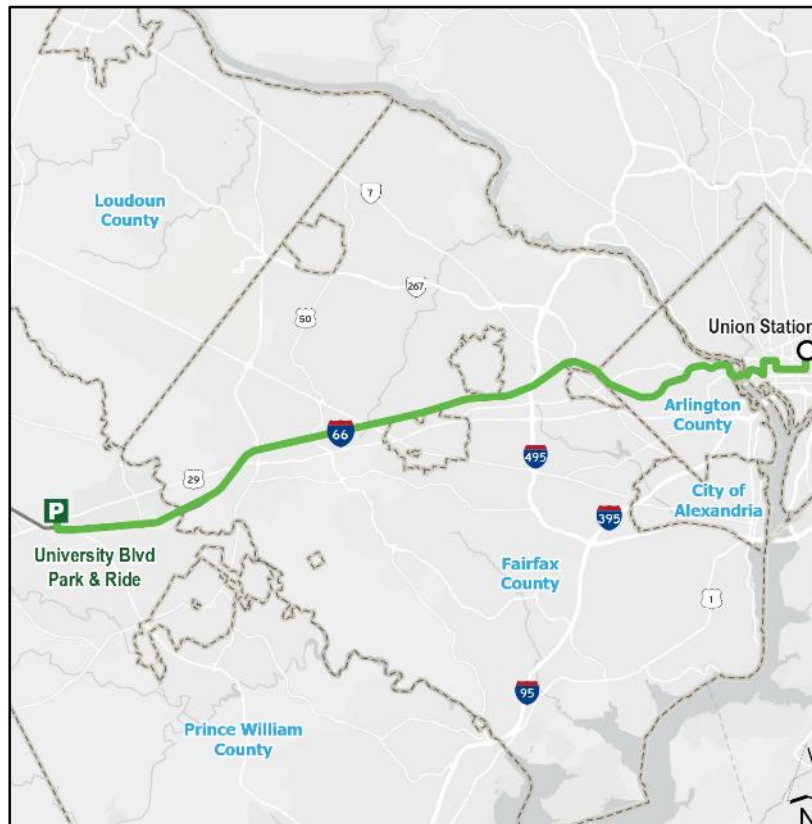 Loudoun
County
7
267
50
Union Station
Arlington
County
66
495
29
City of
Alexandria
P
395
University Blvd
Park & Ride
Fairfax
County
1
95
Prince William
County
N